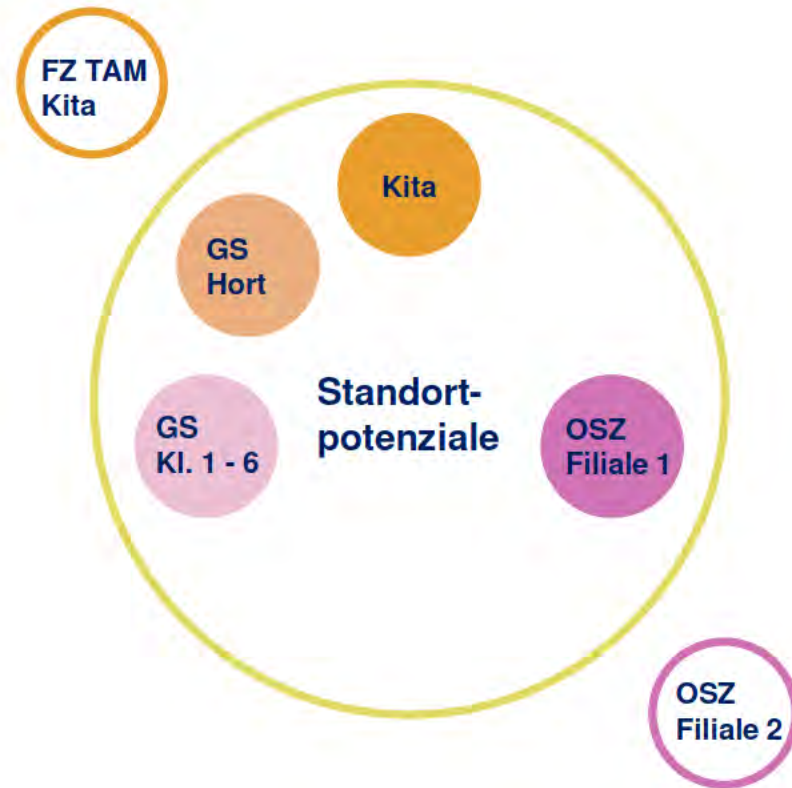 FZ TAM
Kita
Kita
GS
Hort
Standort-
potenziale
GS
Kl. 1 - 6
OSZ
Filiale 1
OSZ
Filiale 2